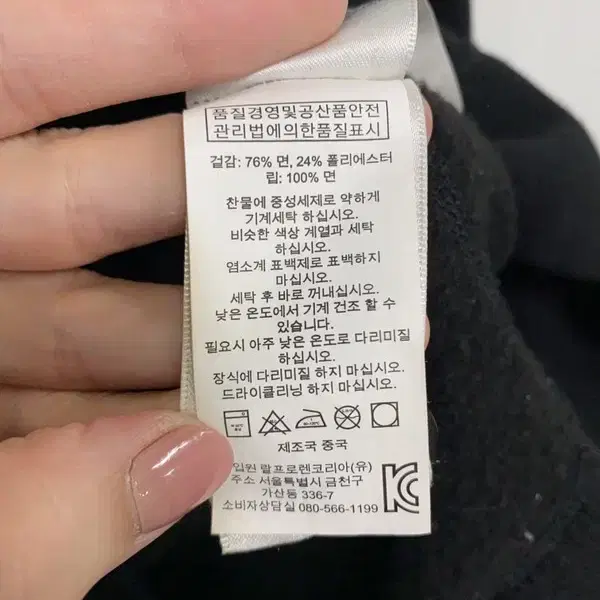 품질경영및공산품안전
관리법에의한품질표시
겉감: 76% 면, 24% 폴리에스터
립: 100% 면
찬물에 중성세제로 약하게
기계세탁 하십시오.
비슷한 색상 계열과 세탁
하십시오.
염소계 표백제로 표백하지
마십시오.
세탁 후 바로 꺼내십시오.
낮은 온도에서 기계 건조 할 수
있습니다.
필요시 아주 낮은 온도로 다리미질
하십시오.
장식에 다리미질 하지 마십시오.
드라이클리닝 하지 마십시오.
제조국 중국
입원 랄프로렌코리아(유)
주소 서울특별시 금천구
가산동 336-7
소비자상담실 080-566-1199